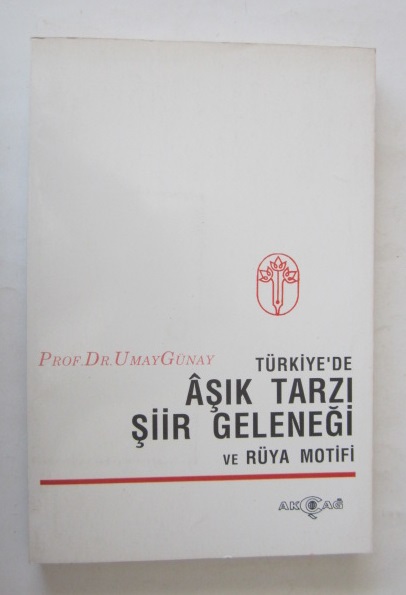 PROF. DR. UMAY GÜNAY
TÜRKİYE'DE
ÂŞIK TARZI
ŞİİR GELENEĞİ
VE RÜYA MOTİFİ
AKÇAĞ